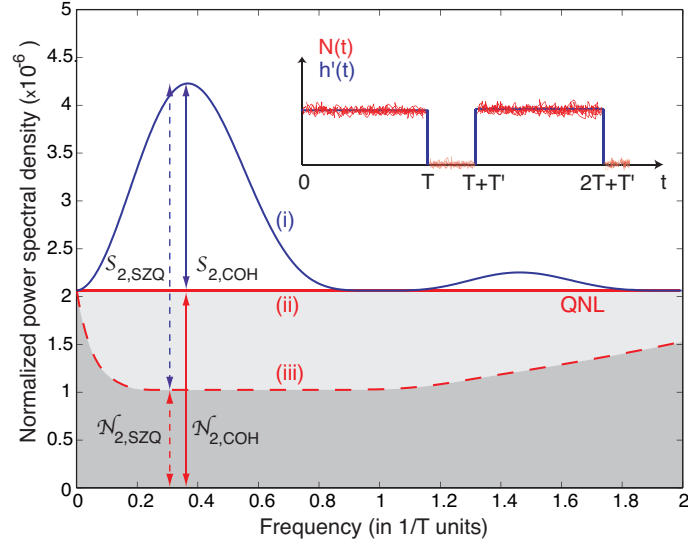 Normalized power spectral density (x10⁻⁶)
5
4.5
4
3.5
3
2.5
2
1.5
1
0.5
0
N(t)
h'(t)
0 T T+T' 2T+T' t
(i)
𝒮2,SZQ 𝒮2,COH
(ii) QNL
(iii)
𝒩2,SZQ 𝒩2,COH
0 0.2 0.4 0.6 0.8 1 1.2 1.4 1.6 1.8 2
Frequency (in 1/T units)